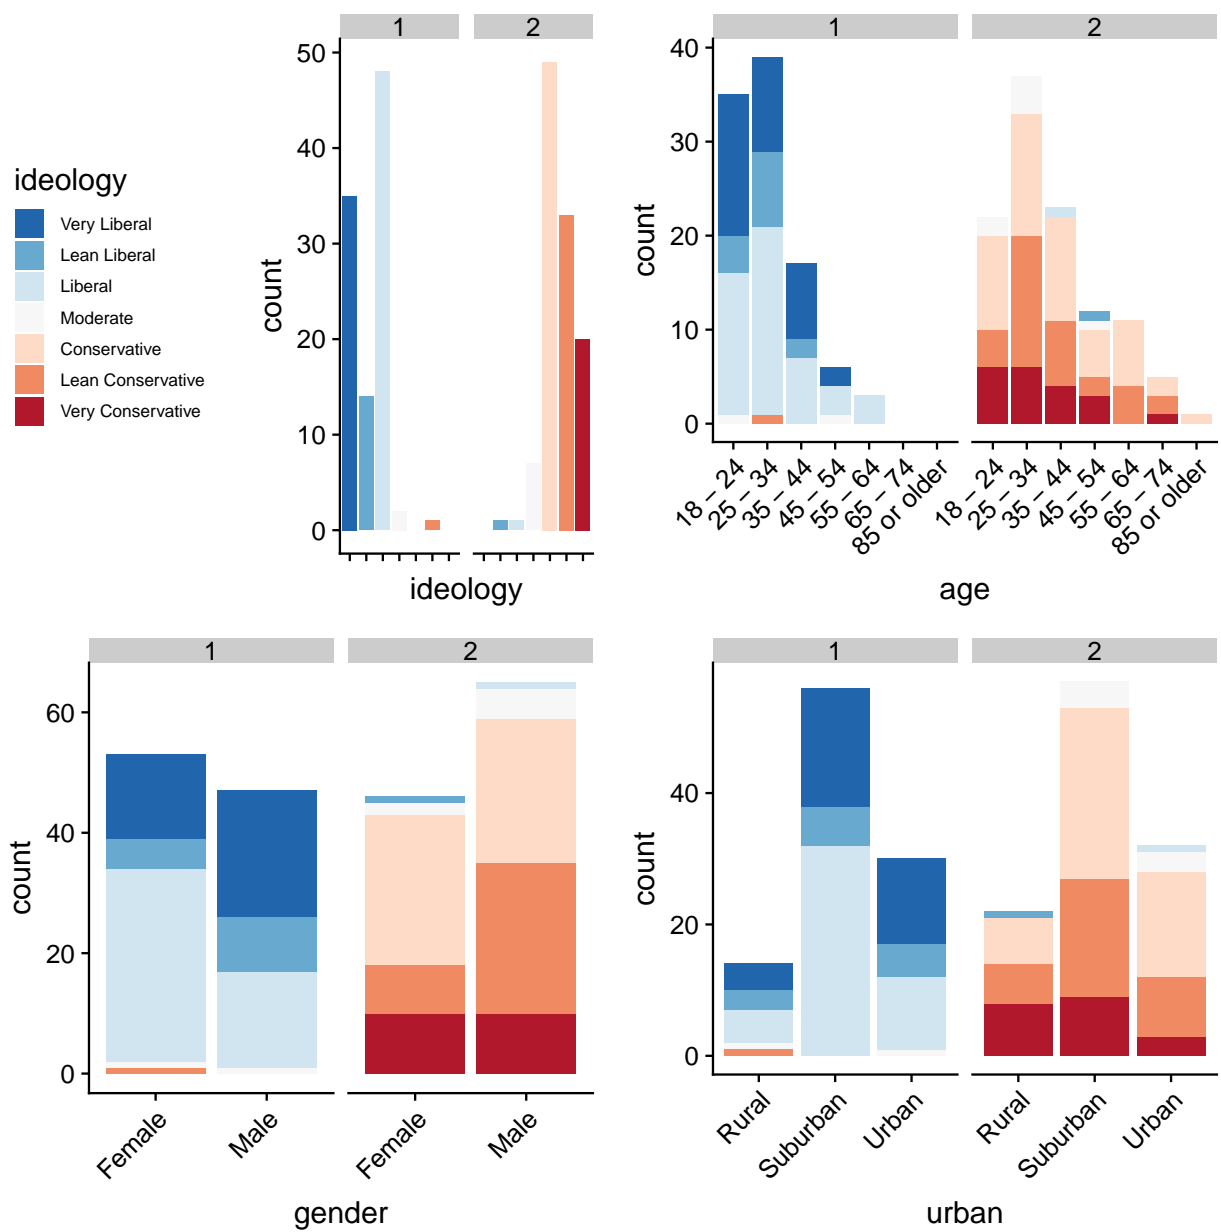 ideology
Very Liberal
Lean Liberal
Liberal
Moderate
Conservative
Lean Conservative
Very Conservative
1 2
50
40
30
20
10
0
count
ideology
1 2
40
30
20
10
0
count
18 – 24
25 – 34
35 – 44
45 – 54
55 – 64
65 – 74
85 or older
18 – 24
25 – 34
35 – 44
45 – 54
55 – 64
65 – 74
85 or older
age
1 2
60
40
20
0
count
Female
Male
Female
Male
gender
1 2
40
20
0
count
Rural
Suburban
Urban
Rural
Suburban
Urban
urban